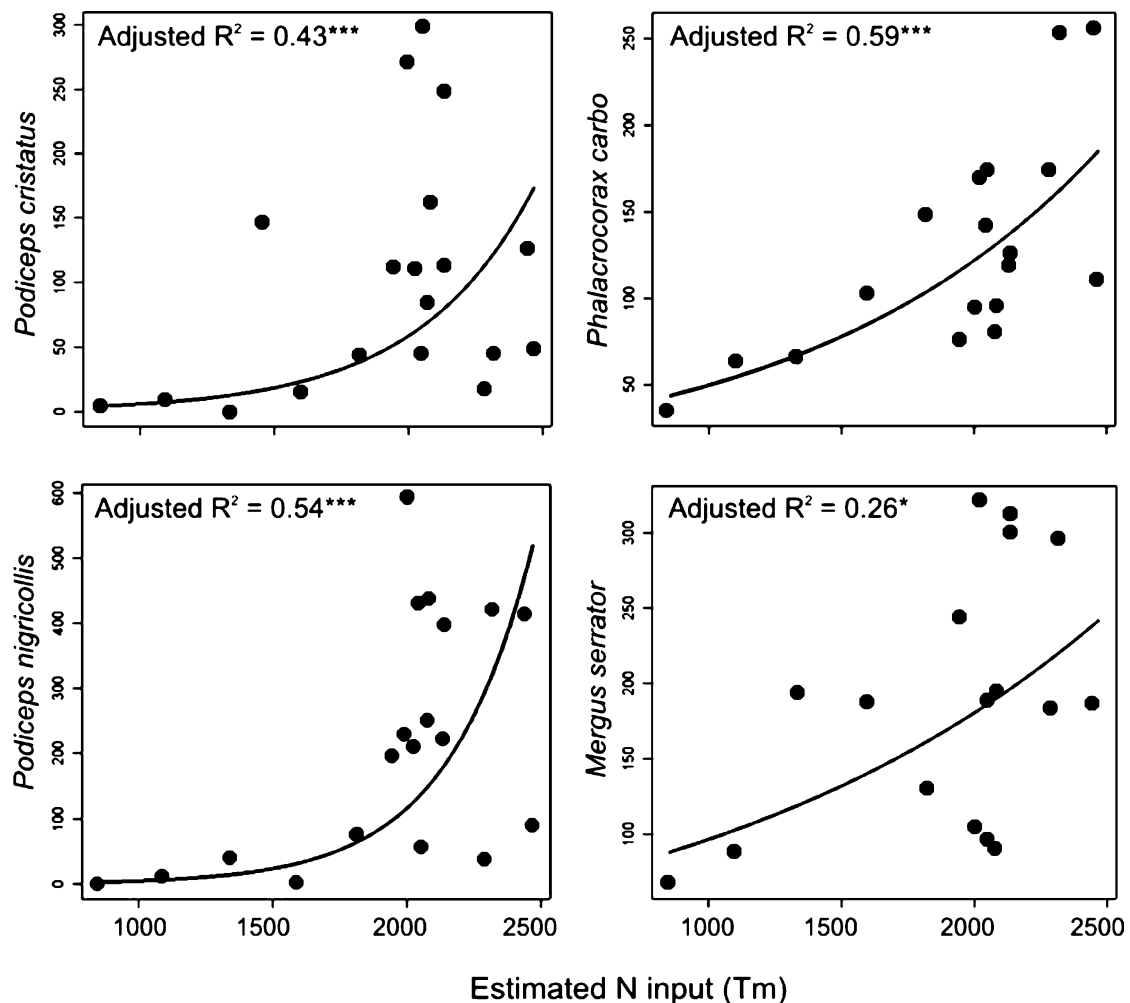 Adjusted R² = 0.43***
Podiceps cristatus
300
250
200
150
100
50
0
Adjusted R² = 0.59***
Phalacrocorax carbo
250
200
150
100
50
Adjusted R² = 0.54***
Podiceps nigricollis
600
500
400
300
200
100
0
1000 1500 2000 2500
Adjusted R² = 0.26*
Mergus serrator
300
250
200
150
100
1000 1500 2000 2500
Estimated N input (Tm)